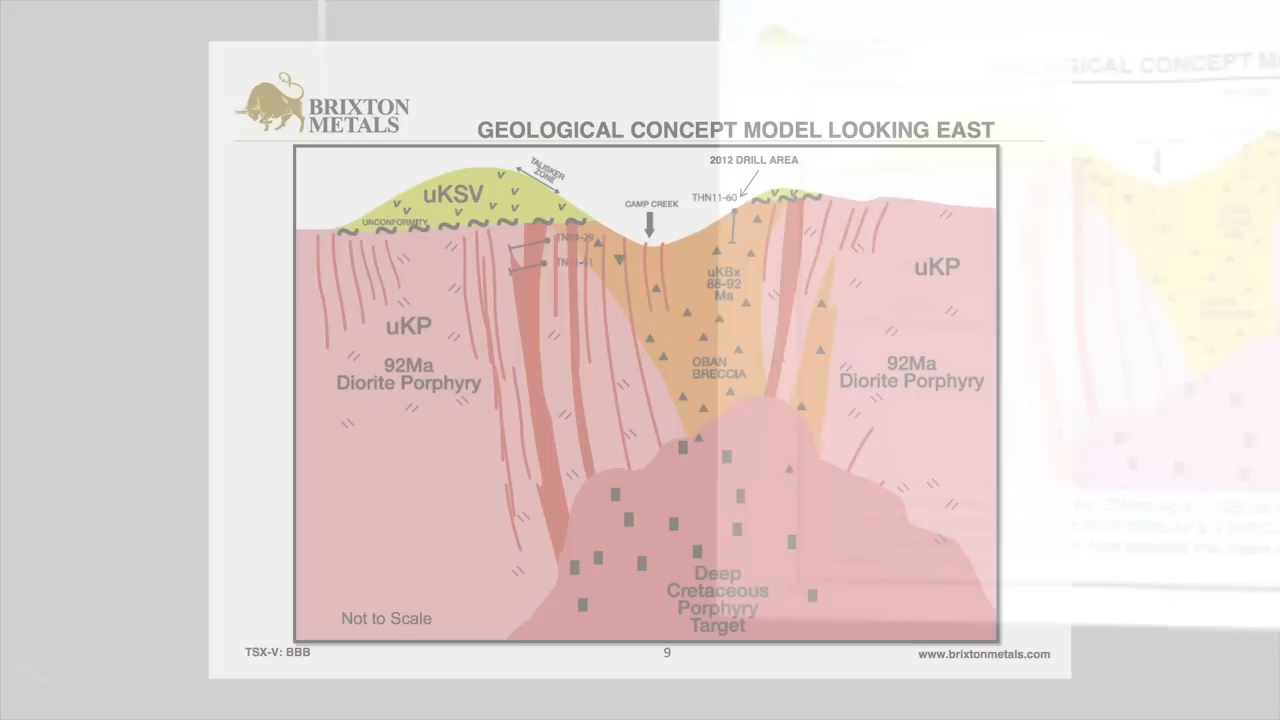 BRIXTON
METALS
GEOLOGICAL CONCEPT MODEL LOOKING EAST
GICAL CONCEPT M
TALISKER
ZONE
2012 DRILL AREA
THN11-60
CAMP CREEK
uKSV
UNCONFORMITY
uKBx
88-92
Ma
uKP
uKP
92Ma
Diorite Porphyry
OBAN
BRECCIA
92Ma
Diorite Porphyry
Deep
Cretaceous
Porphyry
Target
Not to Scale
TSX-V: BBB
9
www.brixtonmetals.com